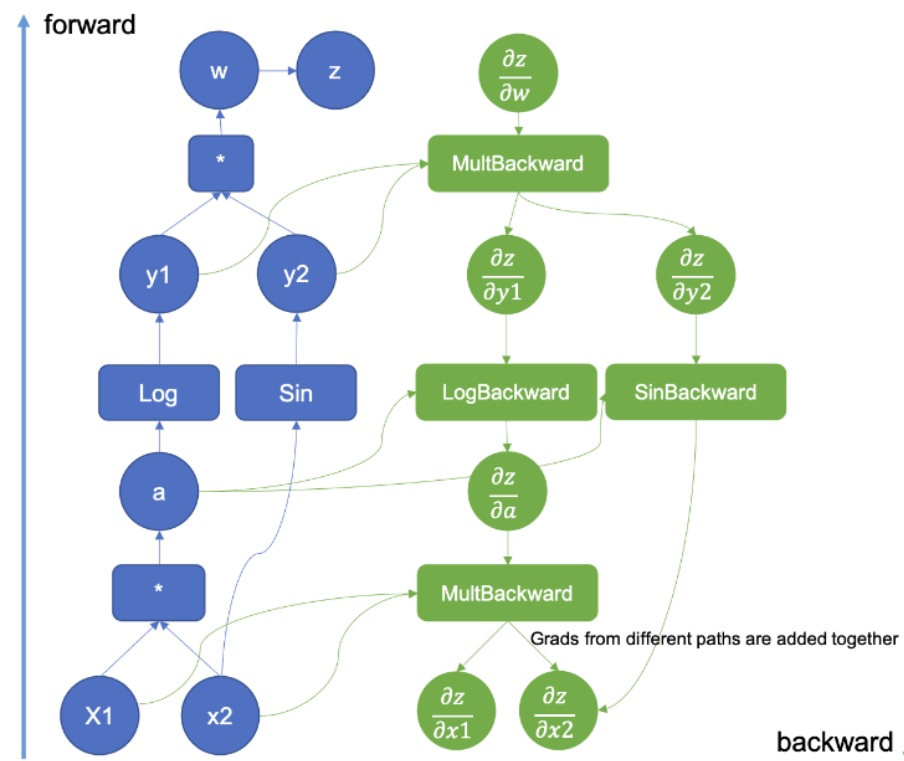 forward
w
z
∂z
∂w
*
MultBackward
y1
y2
∂z
∂y1
∂z
∂y2
Log
Sin
LogBackward
SinBackward
a
∂z
∂a
*
MultBackward
Grads from different paths are added together
X1
x2
∂z
∂x1
∂z
∂x2
backward